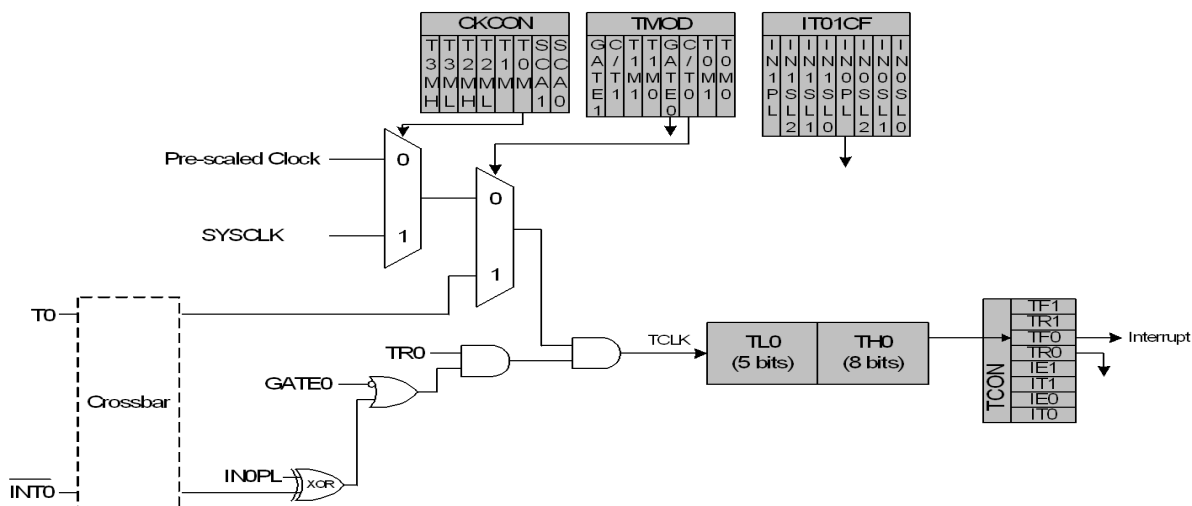 CKCON
T3MH
T3ML
T2MH
T2ML
T1M
T0M
SCA1
SCA0
TMOD
GATE1
C/T1
T1M1
T1M0
GATE0
C/T0
T0M1
T0M0
IT01CF
IN1PL
IN1SL2
IN1SL1
IN1SL0
IN0PL
IN0SL2
IN0SL1
IN0SL0
Pre-scaled Clock
0
SYSCLK
1
0
1
T0
Crossbar
INT0
TR0
GATE0
IN0PL
XOR
TCLK
TL0
(5 bits)
TH0
(8 bits)
TCON
TF1
TR1
TF0
TR0
IE1
IT1
IE0
IT0
Interrupt